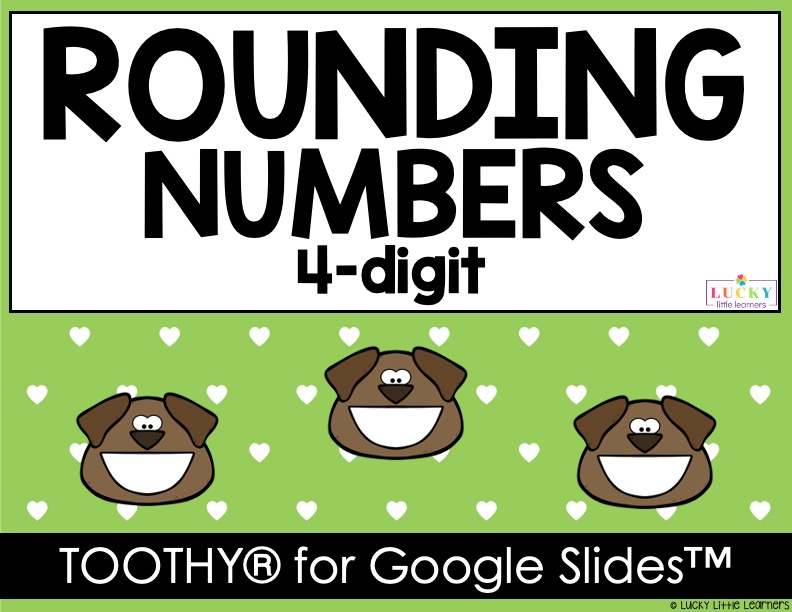 ROUNDING
NUMBERS
4-digit
LUCKY
little learners
TOOTHY® for Google Slides™
© LUCKY LITTLE LEARNERS